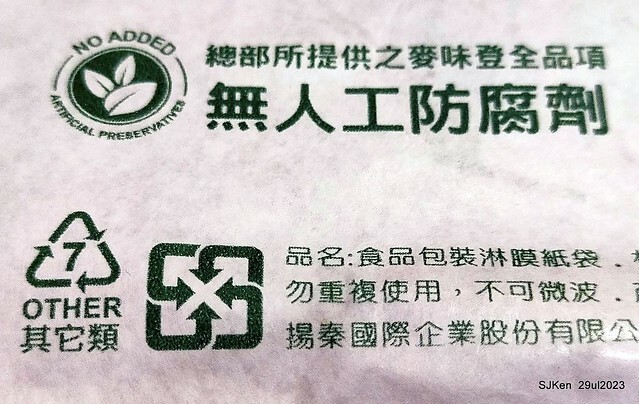 NO ADDED
ARTIFICIAL PRESERVATIVES
總部所提供之麥味登全品項
無人工防腐劑
7
OTHER
其它類
品名:食品包裝淋膜紙袋．
勿重複使用，不可微波．
揚秦國際企業股份有限公
SJKen 29ul2023